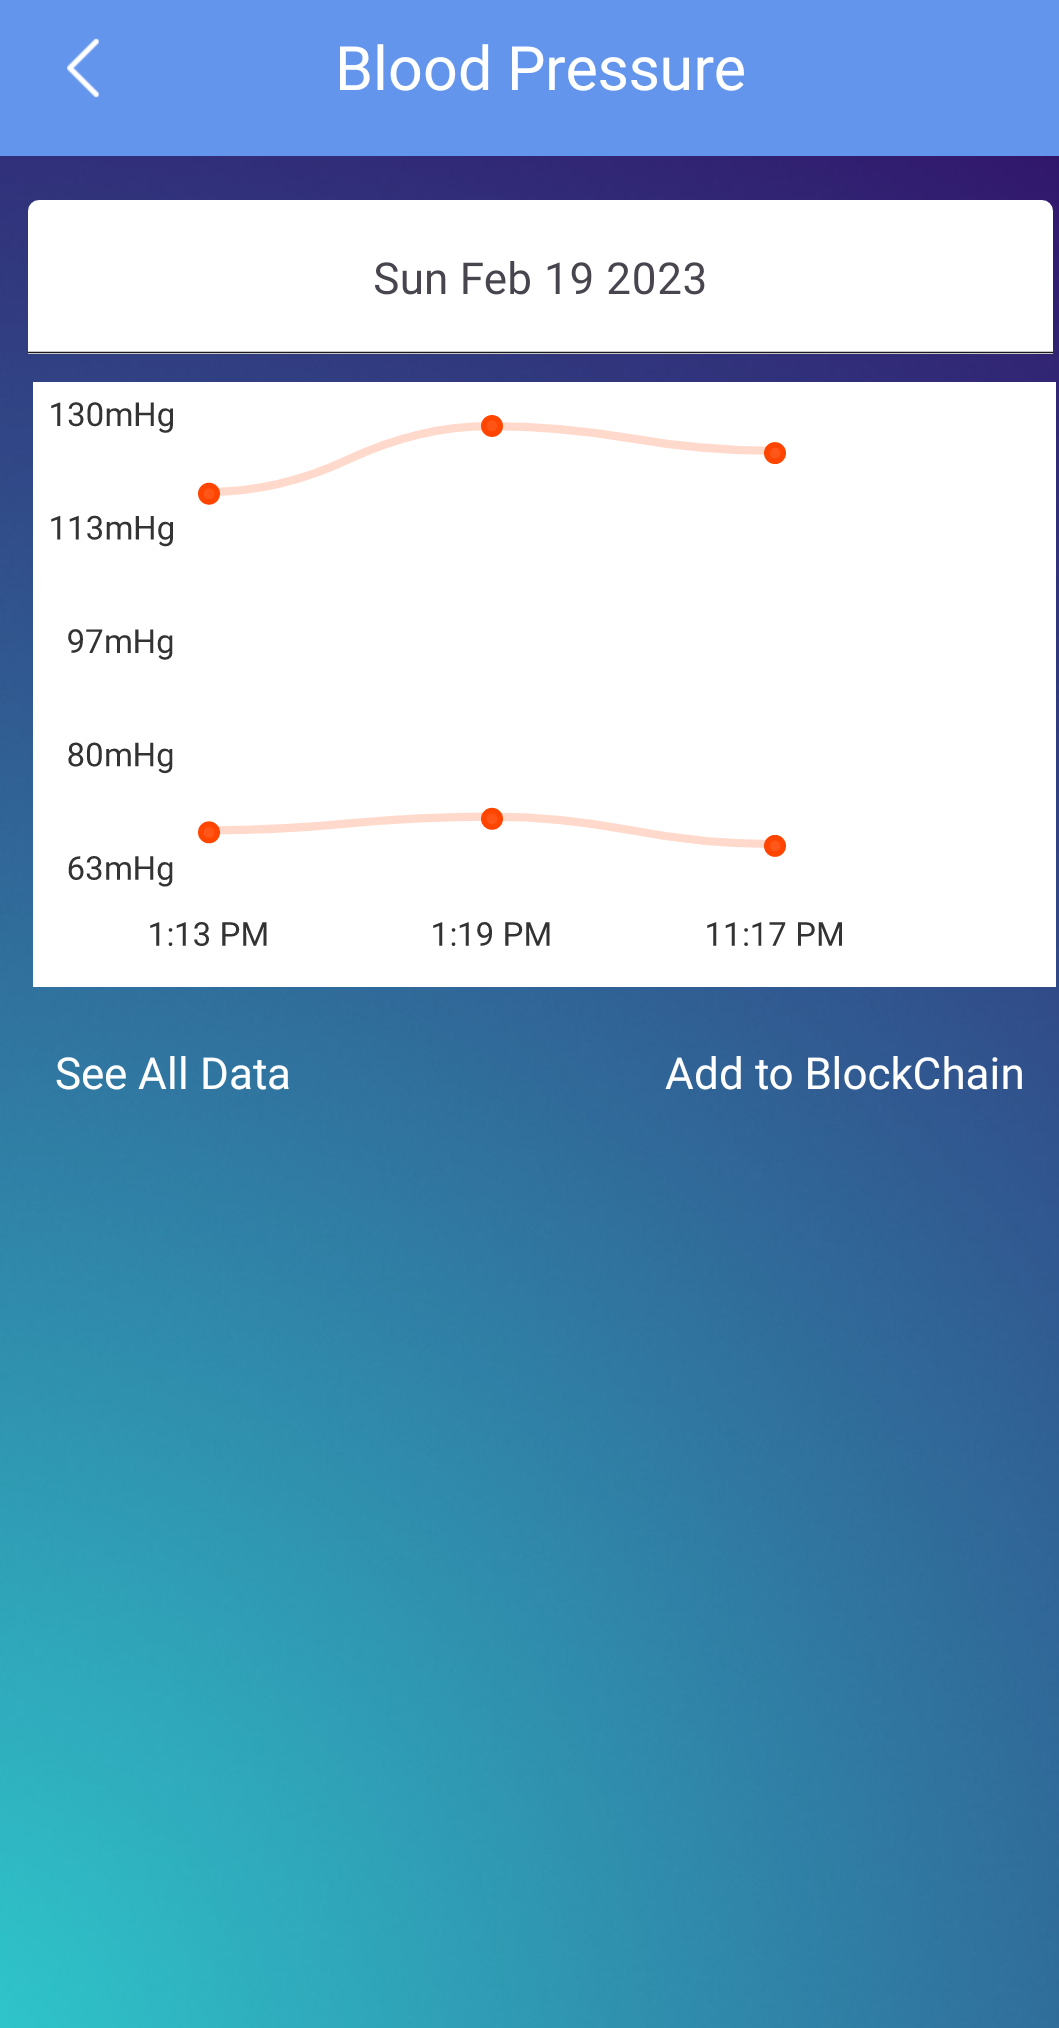 Blood Pressure
Sun Feb 19 2023
130mHg
113mHg
97mHg
80mHg
63mHg
1:13 PM 1:19 PM 11:17 PM
See All Data Add to BlockChain